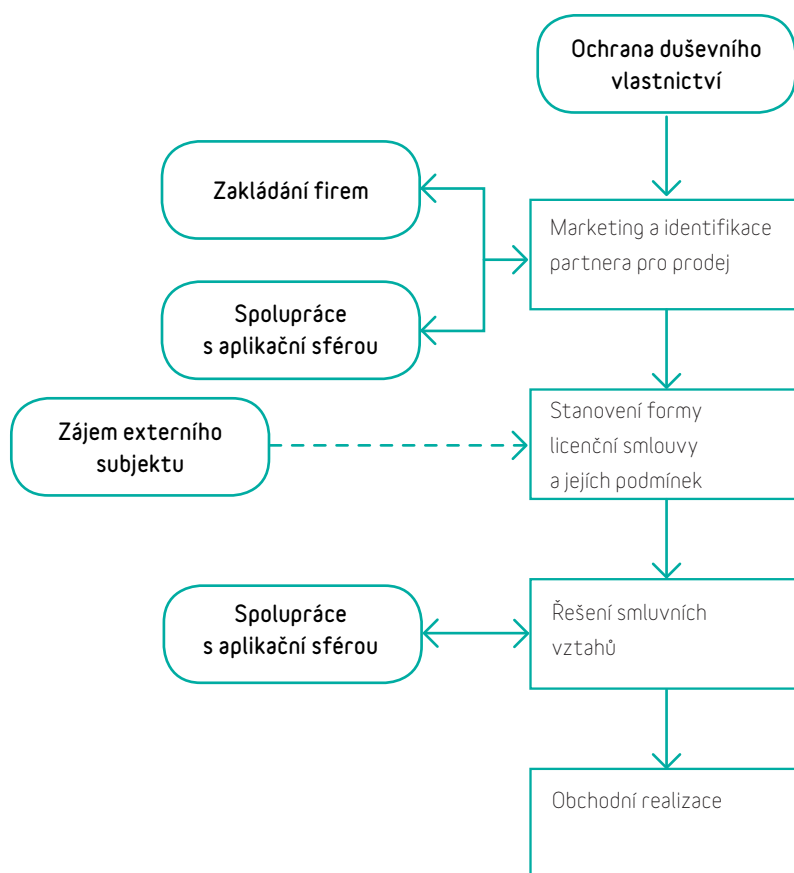 Ochrana duševního
vlastnictví
Zakládání firem
Marketing a identifikace
partnera pro prodej
Spolupráce
s aplikační sférou
Zájem externího
subjektu
Stanovení formy
licenční smlouvy
a jejích podmínek
Spolupráce
s aplikační sférou
Řešení smluvních
vztahů
Obchodní realizace